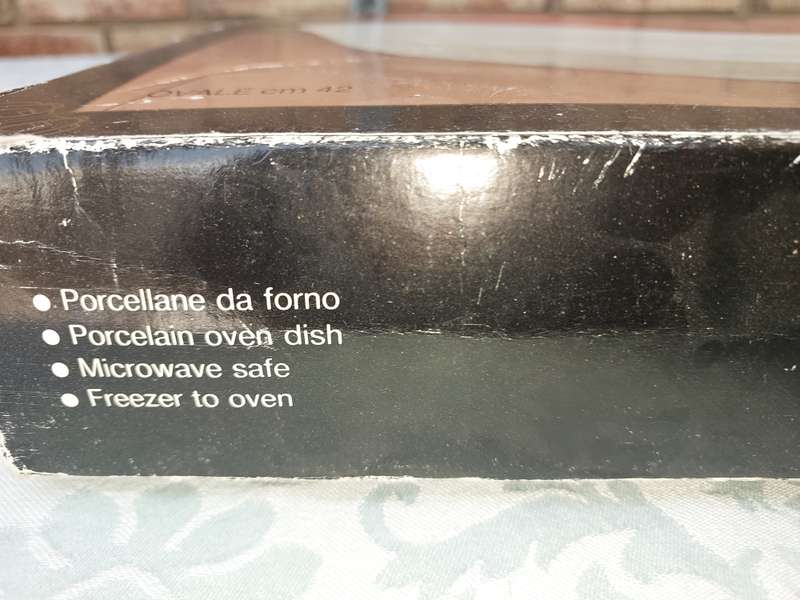 OVALE cm 42
● Porcellane da forno
● Porcelain oven dish
● Microwave safe
● Freezer to oven